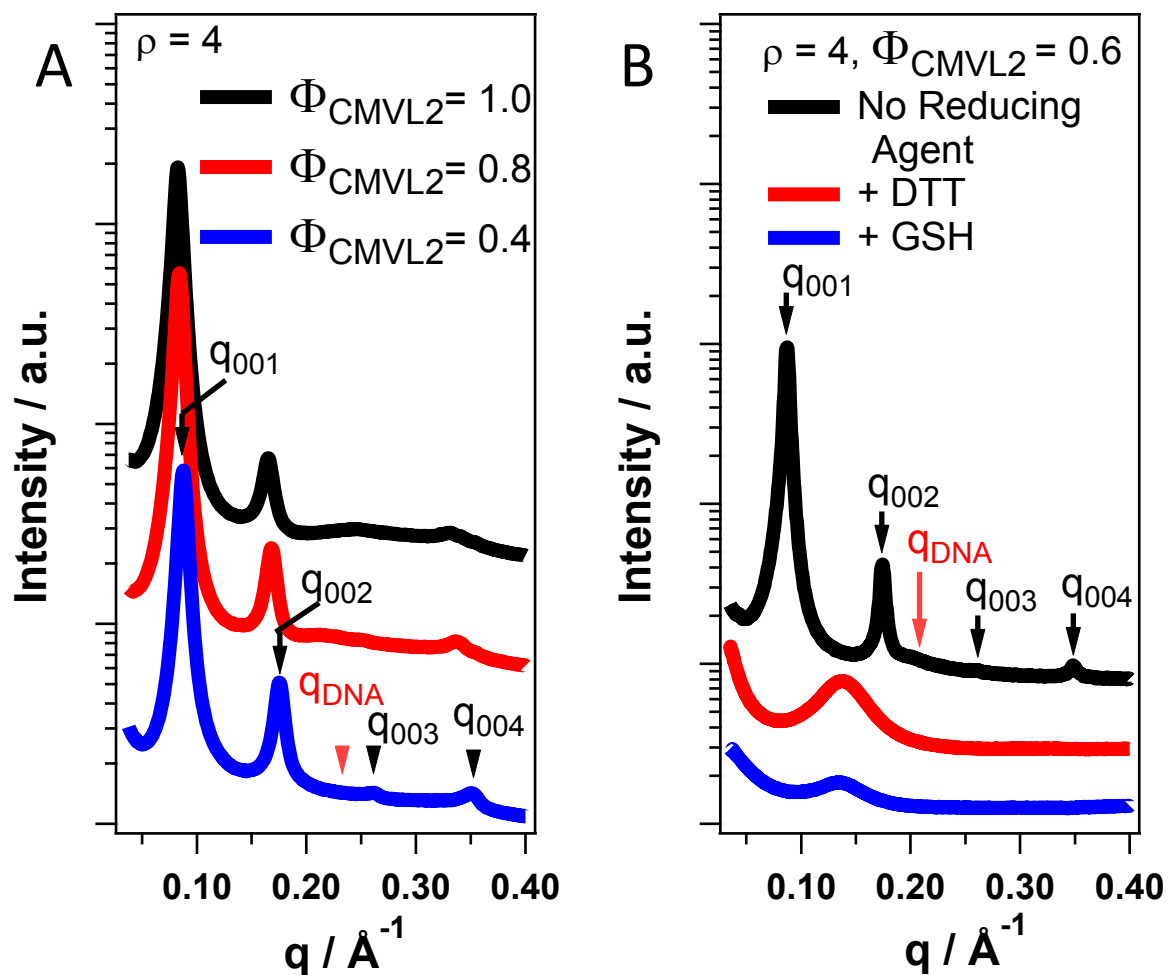 A
ρ = 4
ΦCMVL2= 1.0
ΦCMVL2= 0.8
ΦCMVL2= 0.4
q001
q002
qDNA
q003
q004
Intensity / a.u.
0.10 0.20 0.30 0.40
q / Å-1
B
ρ = 4, ΦCMVL2 = 0.6
No Reducing
Agent
+ DTT
+ GSH
q001
q002
qDNA
q003
q004
Intensity / a.u.
0.10 0.20 0.30 0.40
q / Å-1